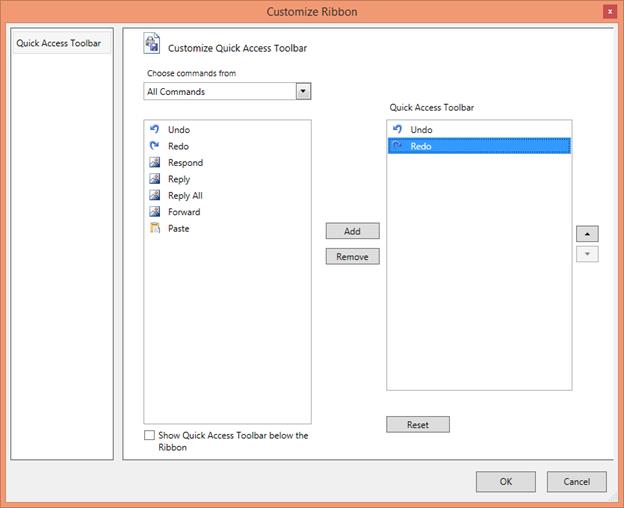 Customize Ribbon
x
Quick Access Toolbar
Customize Quick Access Toolbar
Choose commands from
All Commands
Undo
Redo
Respond
Reply
Reply All
Forward
Paste
Show Quick Access Toolbar below the
Ribbon
Add
Remove
Quick Access Toolbar
Undo
Redo
Reset
OK
Cancel